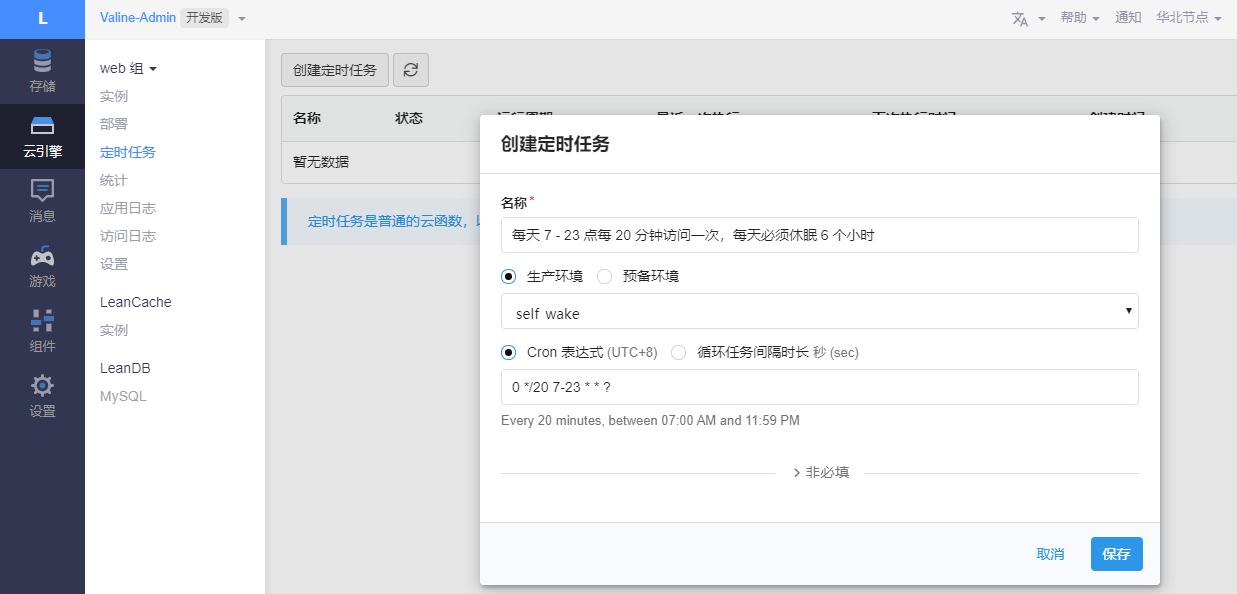 L
Valine-Admin 开发版
帮助
通知
华北节点
存储
云引擎
消息
游戏
组件
设置
web 组
实例
部署
定时任务
统计
应用日志
访问日志
设置
LeanCache
实例
LeanDB
MySQL
创建定时任务
名称
状态
暂无数据
定时任务是普通的云函数，
创建定时任务
名称*
每天 7 - 23 点每 20 分钟访问一次，每天必须休眠 6 个小时
生产环境 预备环境
self wake
Cron 表达式 (UTC+8) 循环任务间隔时长 秒 (sec)
0 */20 7-23 * * ?
Every 20 minutes, between 07:00 AM and 11:59 PM
非必填
取消
保存